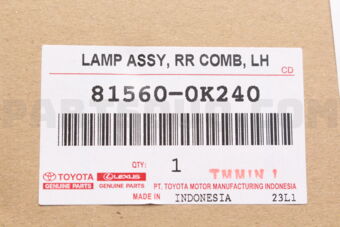 LAMP ASSY, RR COMB, LH
CD
81560-0K240
QTY: 1
TMMIN 1
TOYOTA LEXUS
GENUINE PARTS GENUINE PARTS
PT. TOYOTA MOTOR MANUFACTURING INDONESIA
MADE IN INDONESIA 23L1